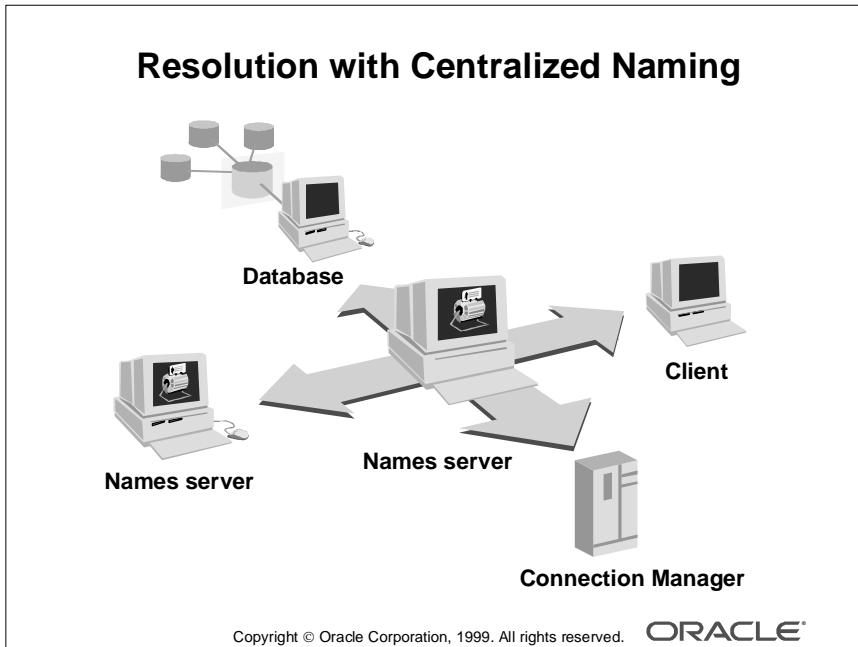 Resolution with Centralized Naming
Database
Client
Names server
Names server
Connection Manager
Copyright © Oracle Corporation, 1999. All rights reserved.
ORACLE®